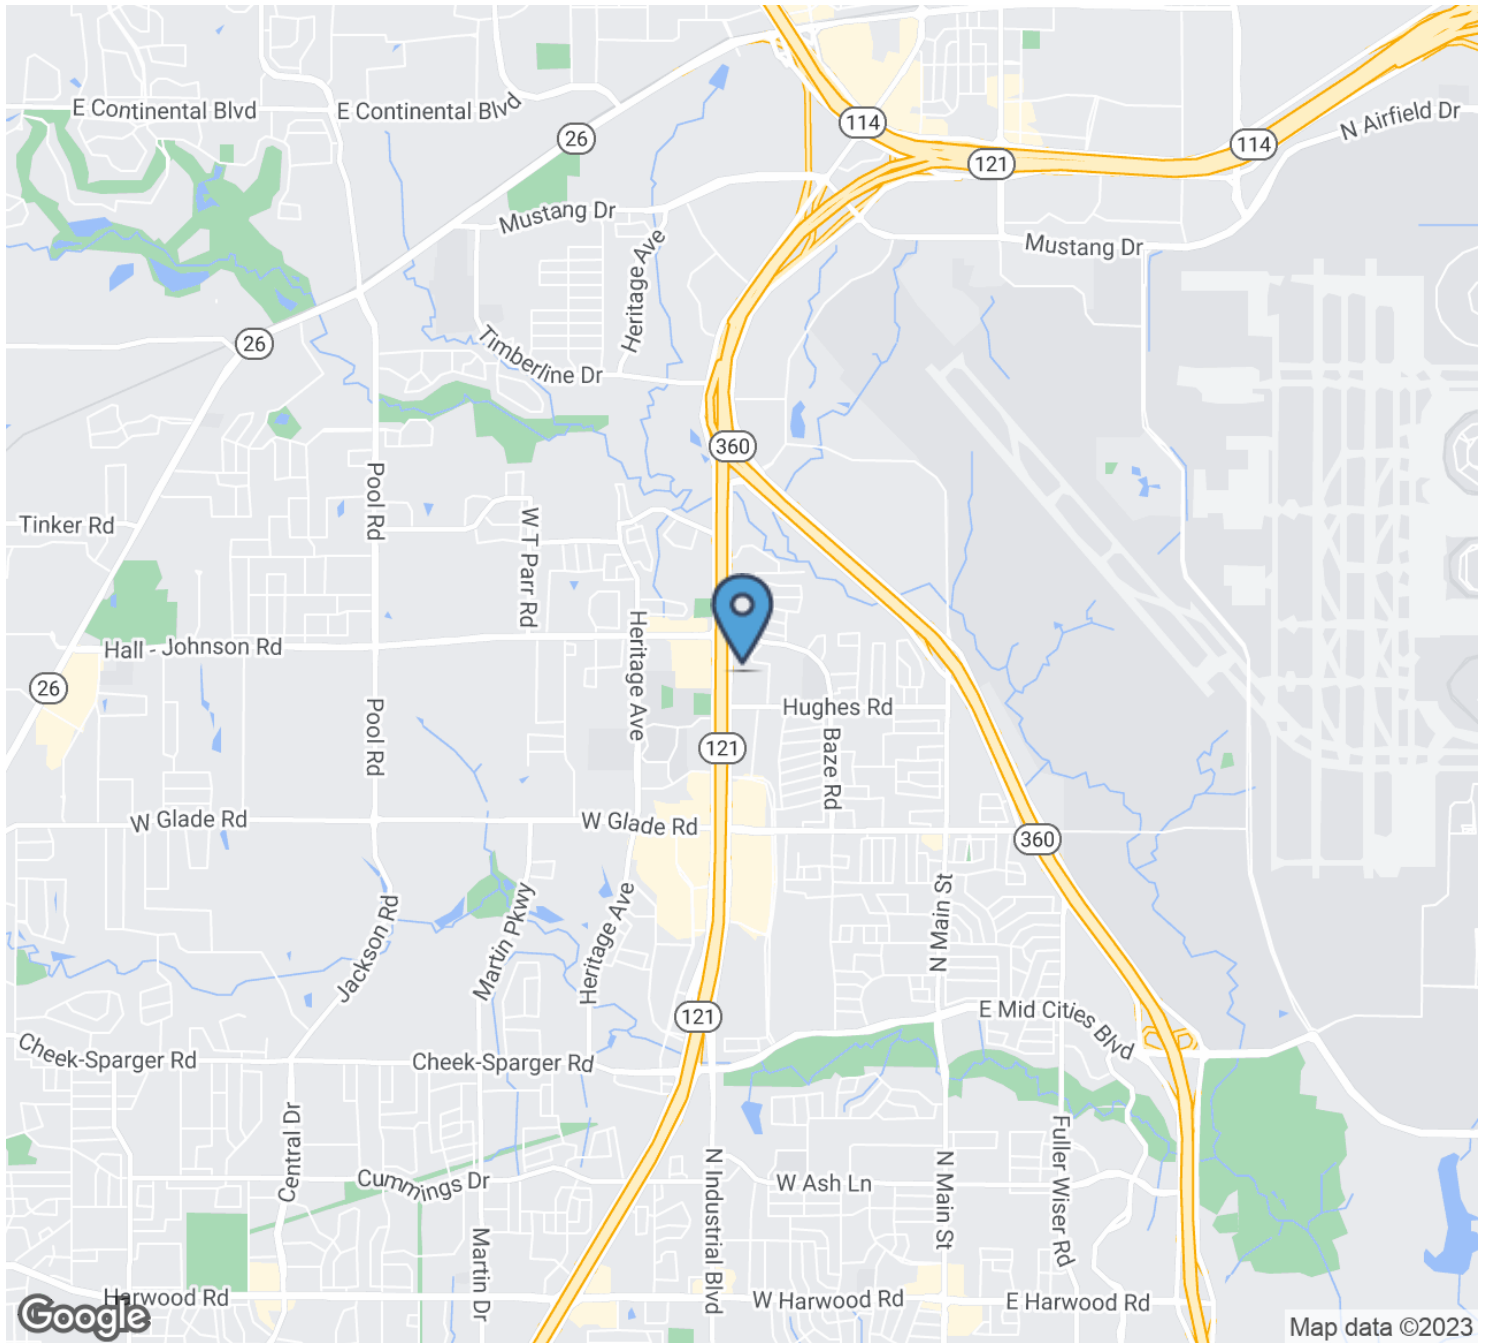 E Continental Blvd
E Continental Blvd
26
114
121
114
N Airfield Dr
Mustang Dr
Heritage Ave
Mustang Dr
26
Timberline Dr
360
Pool Rd
Tinker Rd
W T Parr Rd
Hall - Johnson Rd
Heritage Ave
26
Pool Rd
Hughes Rd
121
Baze Rd
W Glade Rd
W Glade Rd
360
Jackson Rd
Martin Pkwy
Heritage Ave
N Main St
121
E Mid Cities Blvd
Cheek-Sparger Rd
Cheek-Sparger Rd
Central Dr
Cummings Dr
N Industrial Blvd
W Ash Ln
N Main St
Fuller Wiser Rd
Martin Dr
Harwood Rd
W Harwood Rd
E Harwood Rd
Google
Map data ©2023